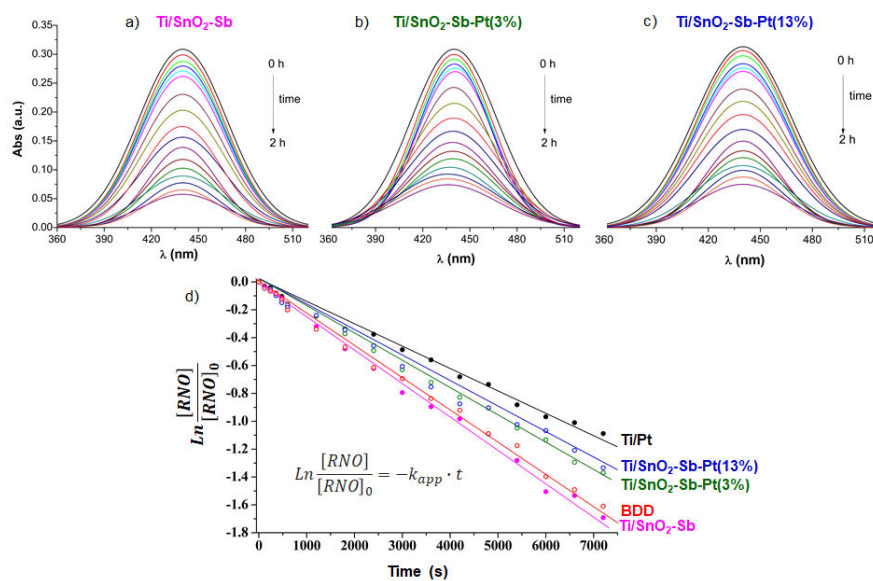 a) Ti/SnO₂-Sb
b) Ti/SnO₂-Sb-Pt(3%)
c) Ti/SnO₂-Sb-Pt(13%)
Abs (a.u.)
0.35
0.30
0.25
0.20
0.15
0.10
0.05
0.00
0 h
time
2 h
0 h
time
2 h
0 h
time
2 h
360 390 420 450 480 510
360 390 420 450 480 510
360 390 420 450 480 510
λ (nm)
λ (nm)
λ (nm)
d)
Ln [RNO]/[RNO]₀
0.0
-0.2
-0.4
-0.6
-0.8
-1.0
-1.2
-1.4
-1.6
-1.8
Ln [RNO]/[RNO]₀ = −kₐₚₚ · t
Ti/Pt
Ti/SnO₂-Sb-Pt(13%)
Ti/SnO₂-Sb-Pt(3%)
BDD
Ti/SnO₂-Sb
0 1000 2000 3000 4000 5000 6000 7000
Time (s)